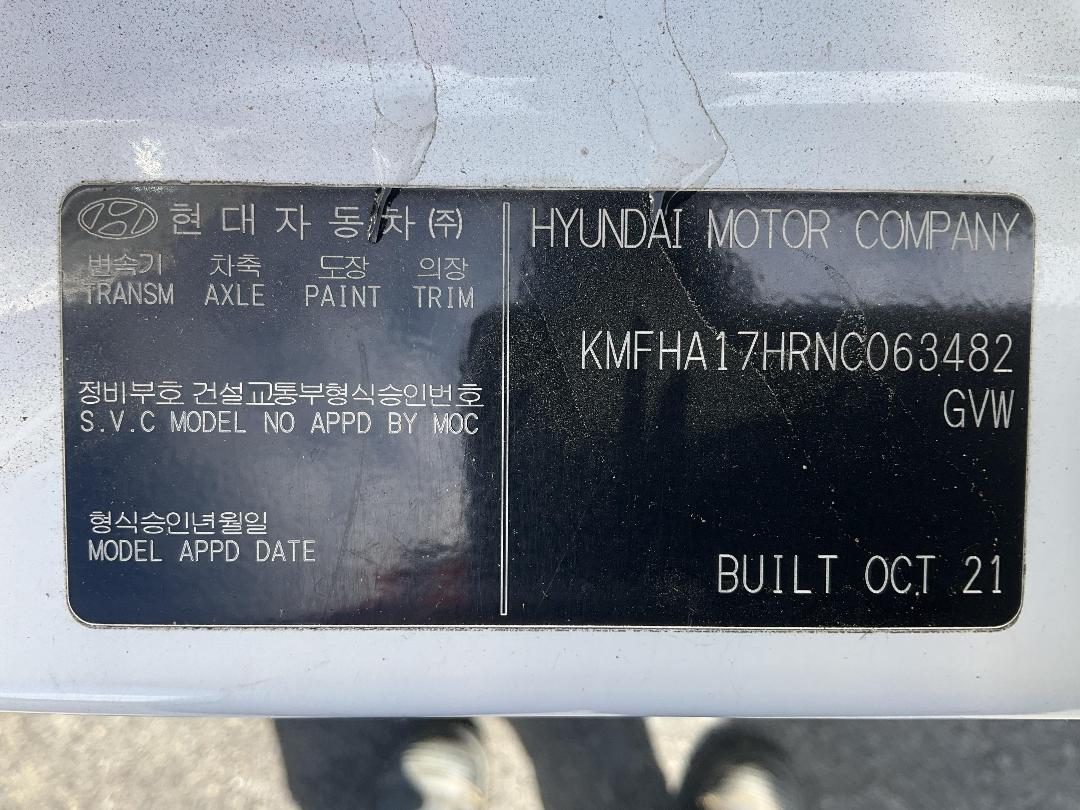 현대자동차(주)
변속기 차축 도장 의장
TRANSM AXLE PAINT TRIM
정비부호 건설교통부형식승인번호
S.V.C MODEL NO APPD BY MOC
형식승인년월일
MODEL APPD DATE
HYUNDAI MOTOR COMPANY
KMFHA17HRNC063482
GVW
BUILT OCT 21